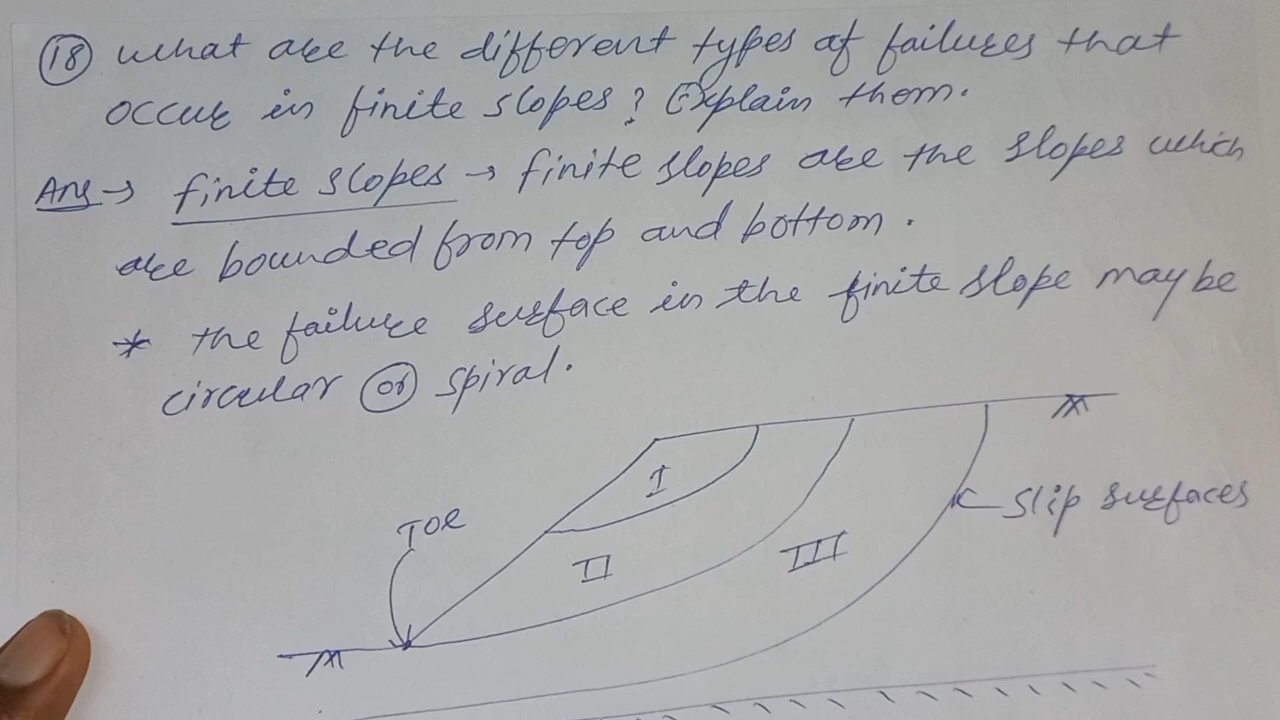 18 what are the different types of failures that
occur in finite slopes? Explain them.
Ans→ finite slopes → finite slopes are the slopes which
are bounded from top and bottom.
* the failure surface in the finite slope may be
circular or spiral.
I
Slip surfaces
TOE
II
III